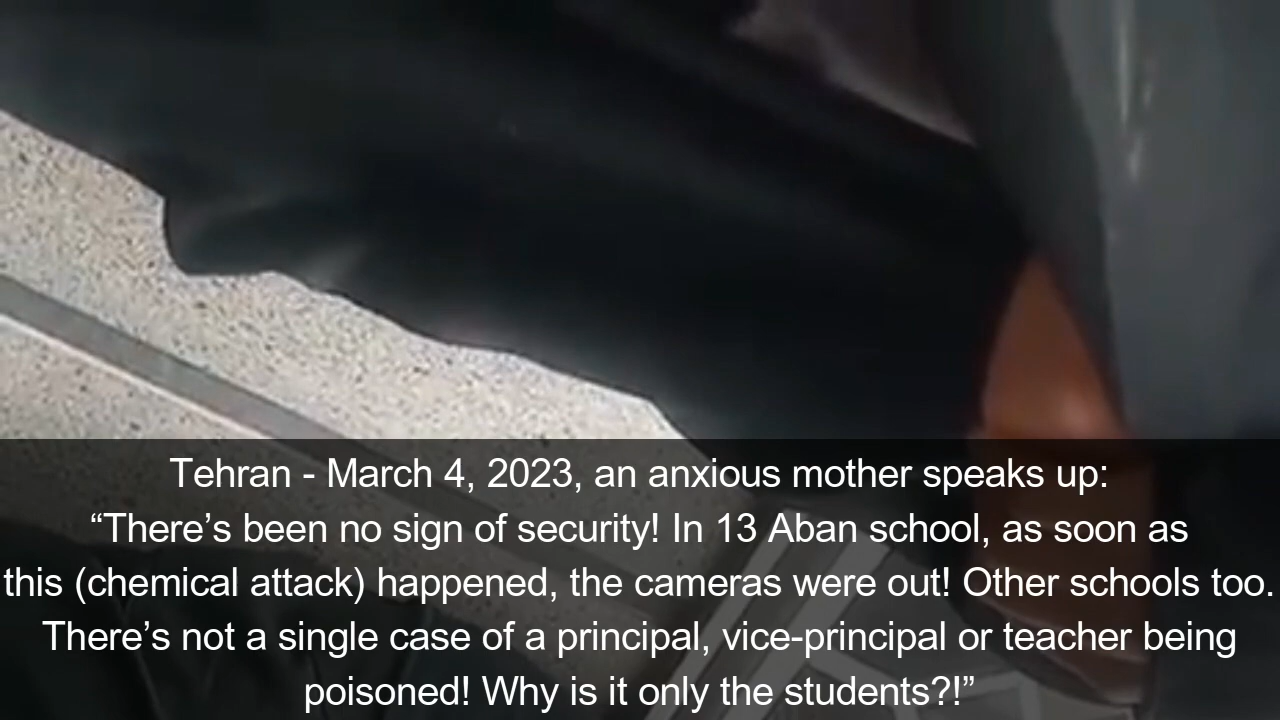 Tehran - March 4, 2023, an anxious mother speaks up:
“There’s been no sign of security! In 13 Aban school, as soon as
this (chemical attack) happened, the cameras were out! Other schools too.
There’s not a single case of a principal, vice-principal or teacher being
poisoned! Why is it only the students?!”